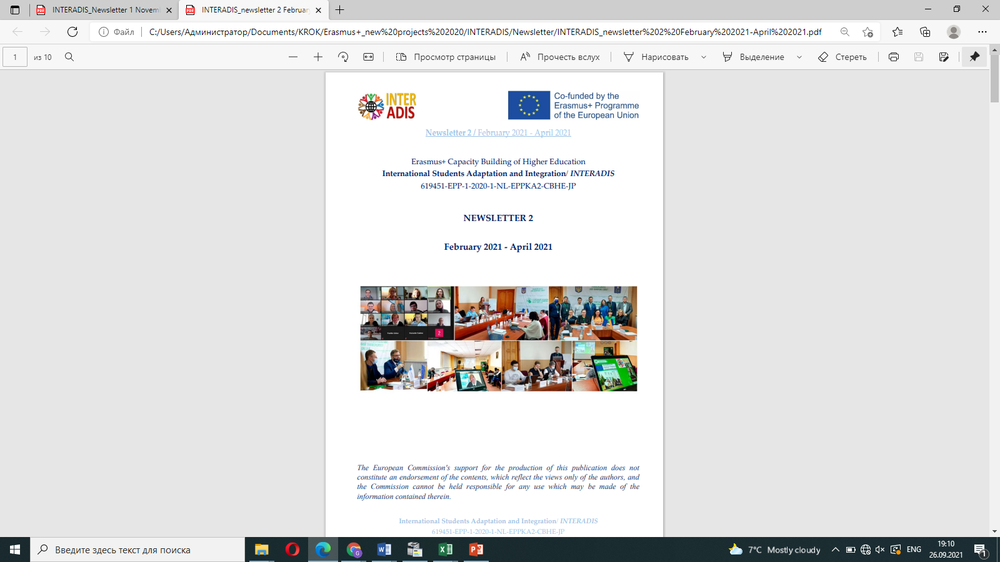 INTERADIS_Newsletter 1 Novem
INTERADIS_newsletter 2 Februar
Файл
C:/Users/Администратор/Documents/KROK/Erasmus+_new%20projects%202020/INTERADIS/Newsletter/INTERADIS_newsletter%202%20February%202021-April%202021.pdf
1
из 10
Просмотр страницы
Прочесть вслух
Нарисовать
Выделение
Стереть
INTER
ADIS
Co-funded by the
Erasmus+ Programme
of the European Union
Newsletter 2 / February 2021 - April 2021
Erasmus+ Capacity Building of Higher Education
International Students Adaptation and Integration/ INTERADIS
619451-EPP-1-2020-1-NL-EPPKA2-CBHE-JP
NEWSLETTER 2
February 2021 - April 2021
2
The European Commission's support for the production of this publication does not
constitute an endorsement of the contents, which reflect the views only of the authors, and
the Commission cannot be held responsible for any use which may be made of the
information contained therein.
International Students Adaptation and Integration/ INTERADIS
619451-EPP-1-2020-1-NL-EPPKA2-CBHE-JP
Введите здесь текст для поиска
7°C Mostly cloudy
ENG
19:10
26.09.2021
1